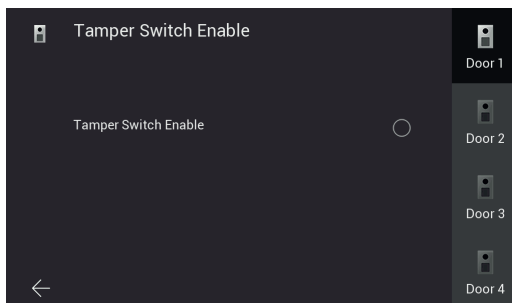 Tamper Switch Enable
Tamper Switch Enable
Door 1
Door 2
Door 3
Door 4